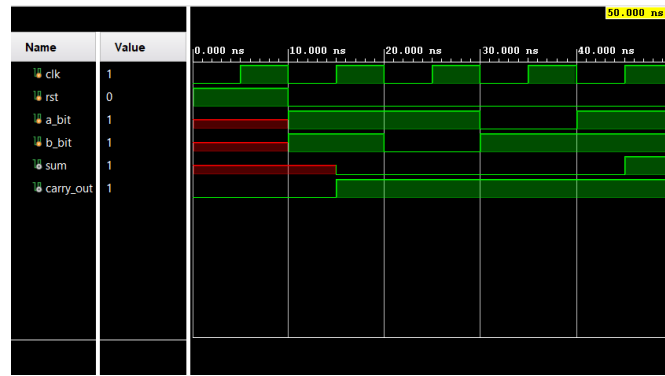 50.000 ns
Name Value
0.000 ns 10.000 ns 20.000 ns 30.000 ns 40.000 ns
clk 1
rst 0
a_bit 1
b_bit 1
sum 1
carry_out 1